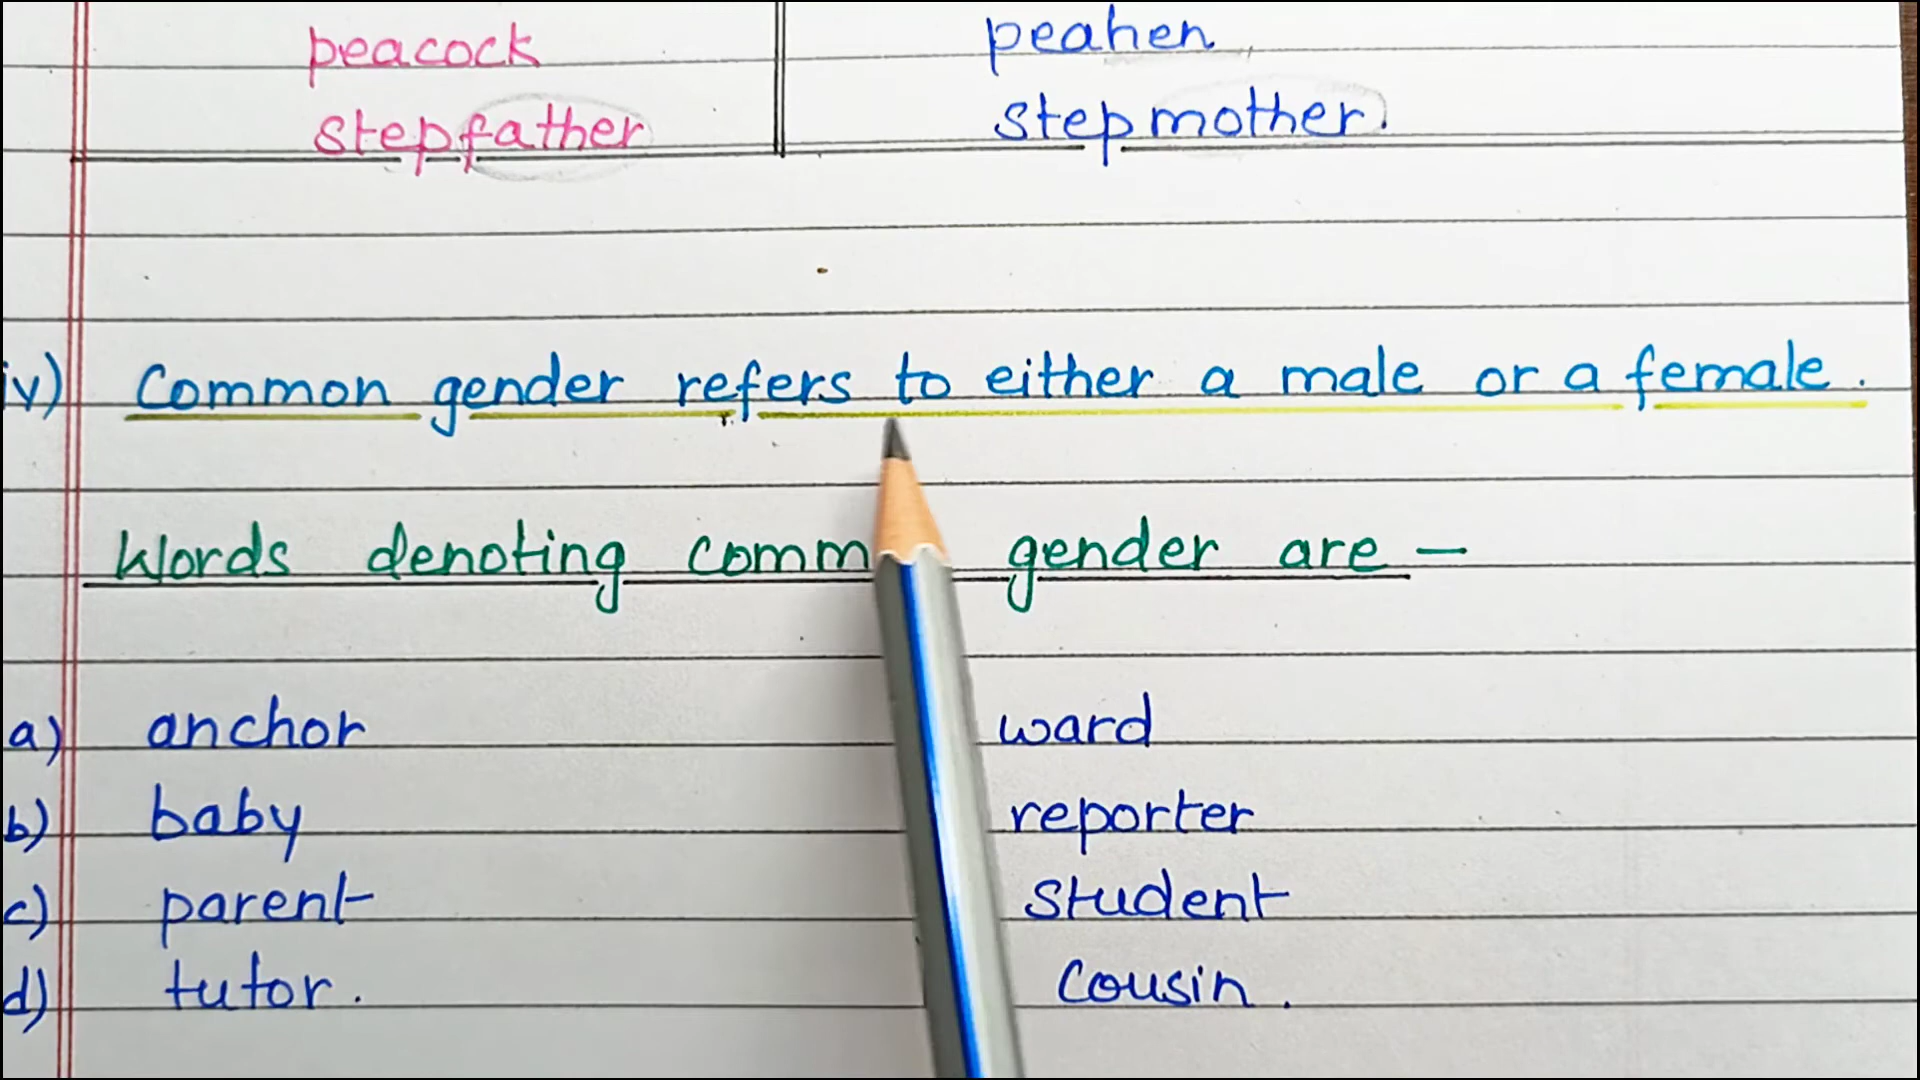 peacock peahen
stepfather stepmother.
iv) Common gender refers to either a male or a female.
Words denoting comm gender are -
a) anchor ward
b) baby reporter
c) parent student
d) tutor. cousin.